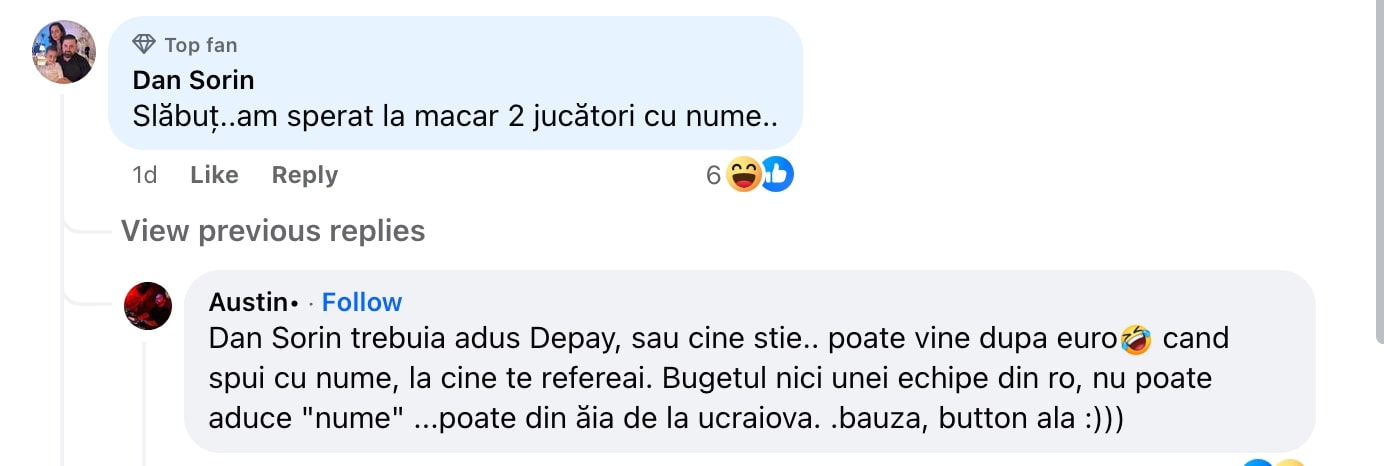 Top fan
Dan Sorin
Slăbuț..am sperat la macar 2 jucători cu nume..
1d Like Reply 6
View previous replies
Austin• · Follow
Dan Sorin trebuia adus Depay, sau cine stie.. poate vine dupa euro🤣 cand
spui cu nume, la cine te refereai. Bugetul nici unei echipe din ro, nu poate
aduce "nume" ...poate din ăia de la ucraiova. .bauza, button ala :)))